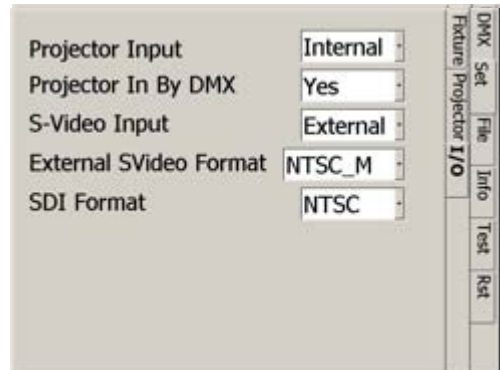 Projector Input Internal
Projector In By DMX Yes
S-Video Input External
External SVideo Format NTSC_M
SDI Format NTSC
Fixture Projector I/O
DMX Set File Info Test Rst